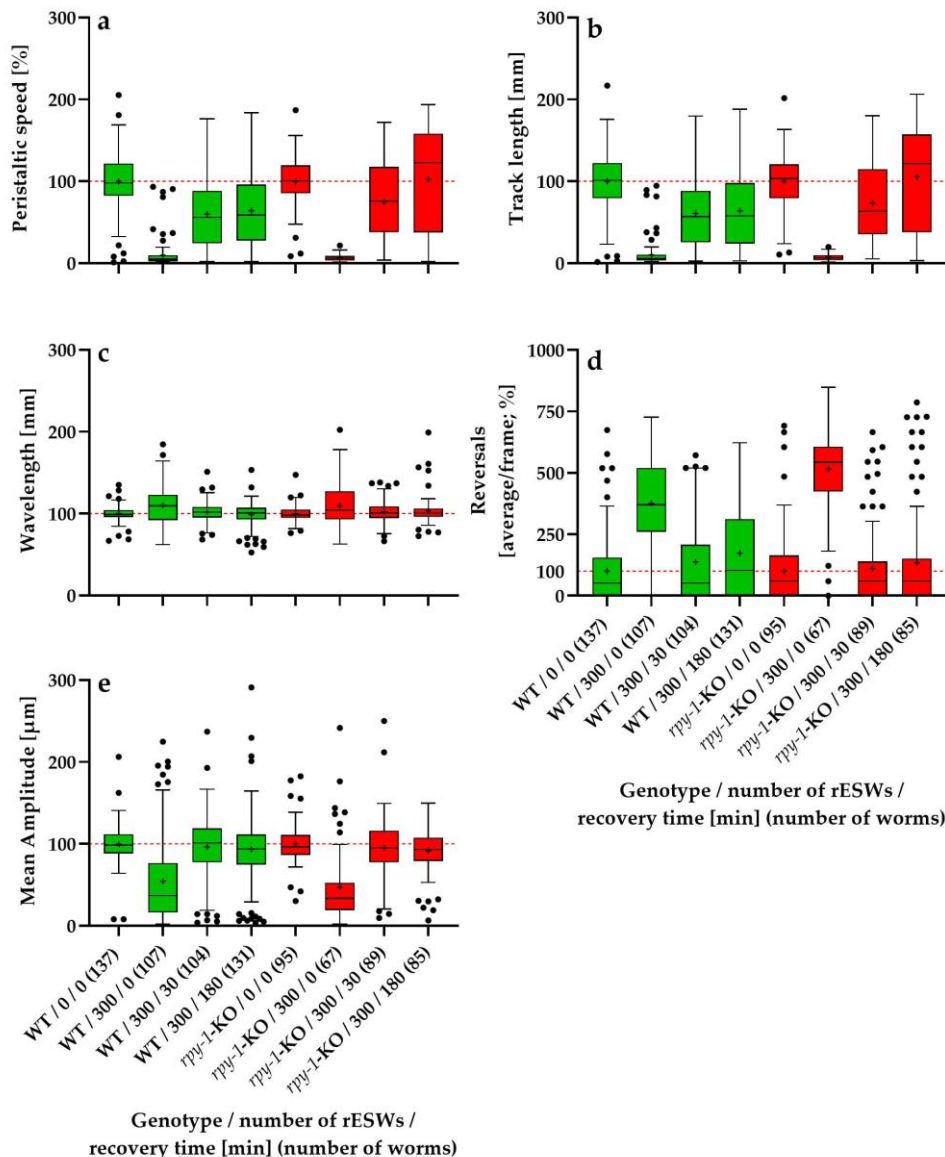 a
Peristaltic speed [%]
300
200
100
0
b
Track length [mm]
300
200
100
0
c
Wavelength [mm]
300
200
100
0
d
Reversals
[average/frame; %]
1000
750
500
250
100
0
WT / 0 / 0 (137)
WT / 300 / 0 (107)
WT / 300 / 30 (104)
WT / 300 / 180 (131)
rpy-1-KO / 0 / 0 (95)
rpy-1-KO / 300 / 0 (67)
rpy-1-KO / 300 / 30 (89)
rpy-1-KO / 300 / 180 (85)
Genotype / number of rESWs /
recovery time [min] (number of worms)
e
Mean Amplitude [µm]
300
200
100
0
WT / 0 / 0 (137)
WT / 300 / 0 (107)
WT / 300 / 30 (104)
WT / 300 / 180 (131)
rpy-1-KO / 0 / 0 (95)
rpy-1-KO / 300 / 0 (67)
rpy-1-KO / 300 / 30 (89)
rpy-1-KO / 300 / 180 (85)
Genotype / number of rESWs /
recovery time [min] (number of worms)